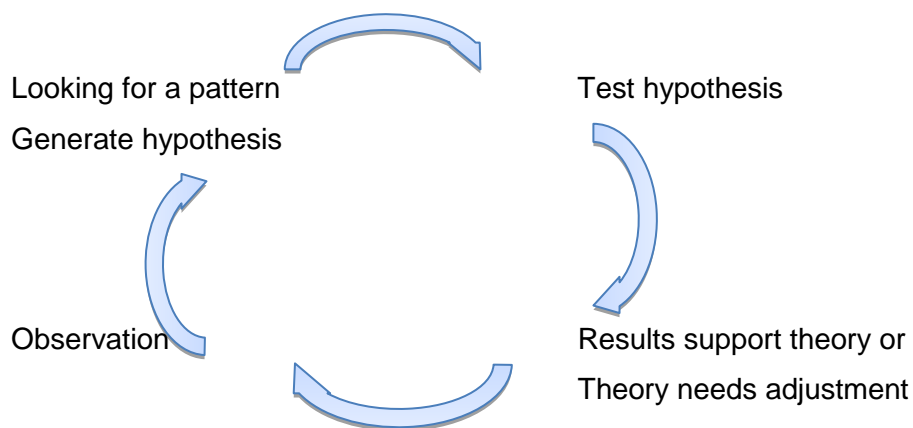 Looking for a pattern
Test hypothesis
Generate hypothesis
Observation
Results support theory or
Theory needs adjustment